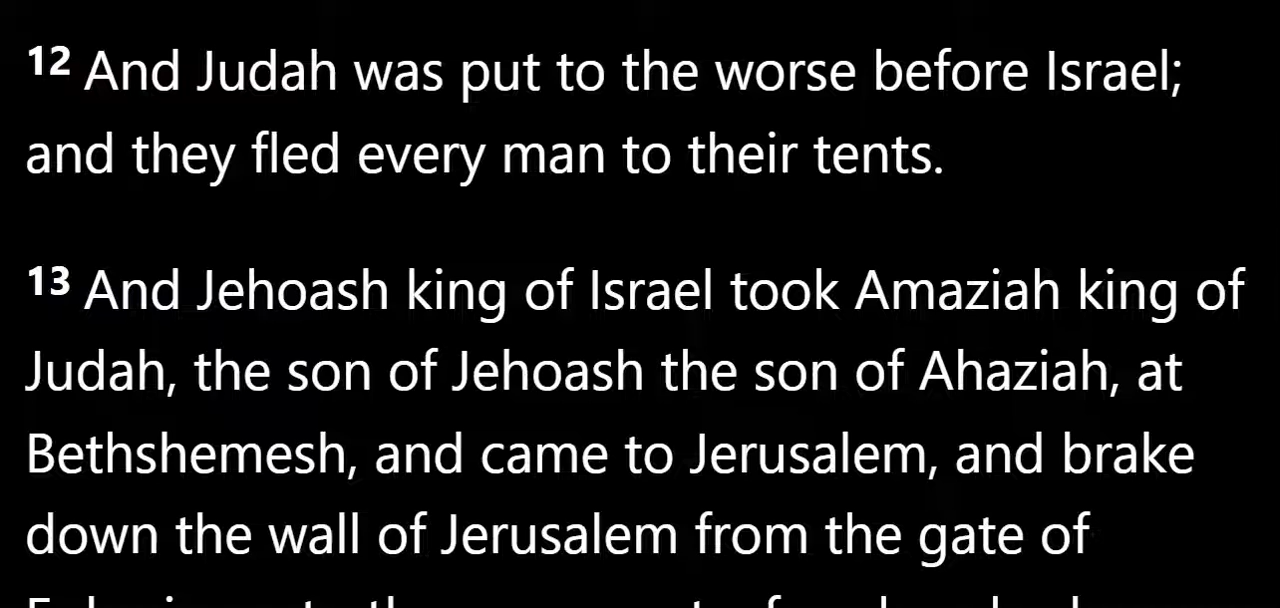 12 And Judah was put to the worse before Israel;
and they fled every man to their tents.
13 And Jehoash king of Israel took Amaziah king of
Judah, the son of Jehoash the son of Ahaziah, at
Bethshemesh, and came to Jerusalem, and brake
down the wall of Jerusalem from the gate of